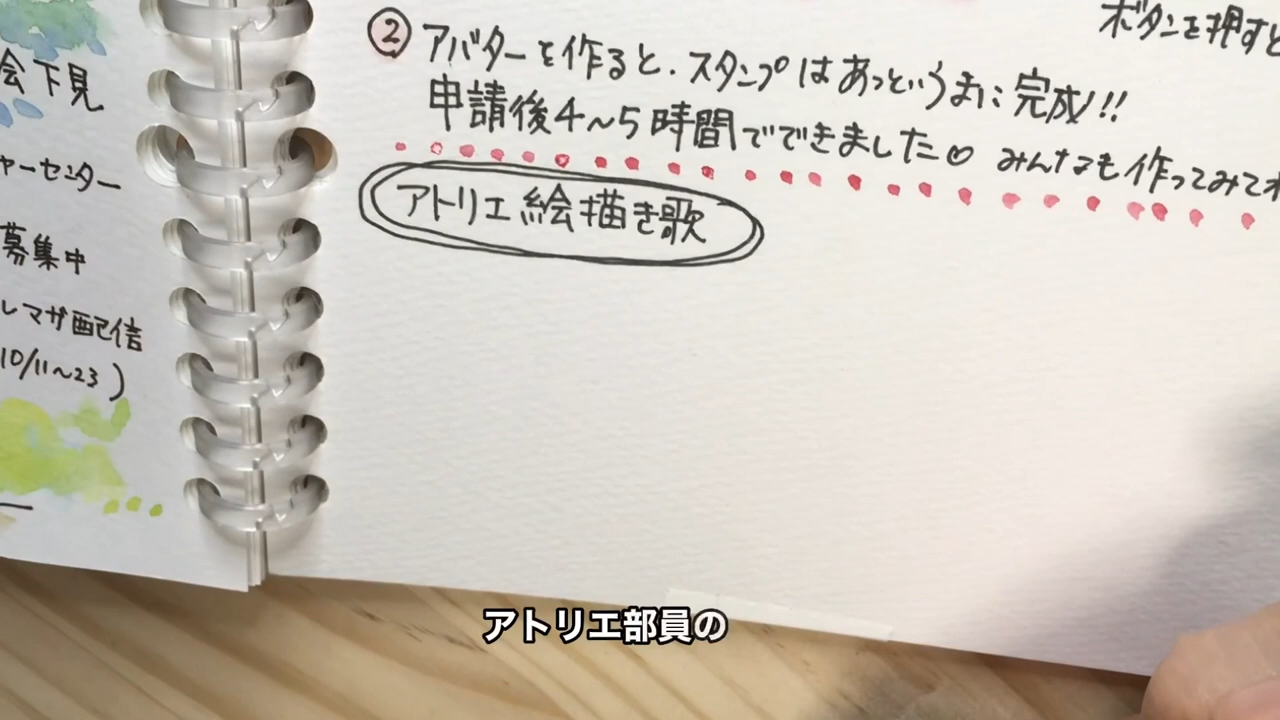 会下見
ャーセンター
募集中
レマガ配信
10/11〜23)
ボタンを押すと
② アバターを作ると、スタンプはあっというまに完成!!
申請後4〜5時間でできました♡ みんなも作ってみてね
アトリエ絵描き歌
アトリエ部員の